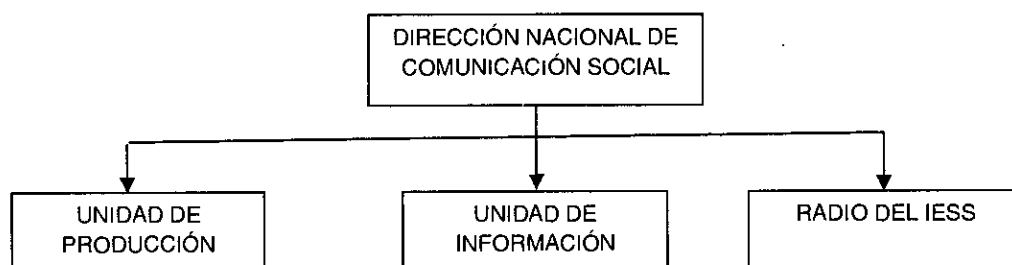 DIRECCIÓN NACIONAL DE
COMUNICACIÓN SOCIAL
UNIDAD DE
PRODUCCIÓN
UNIDAD DE
INFORMACIÓN
RADIO DEL IESS